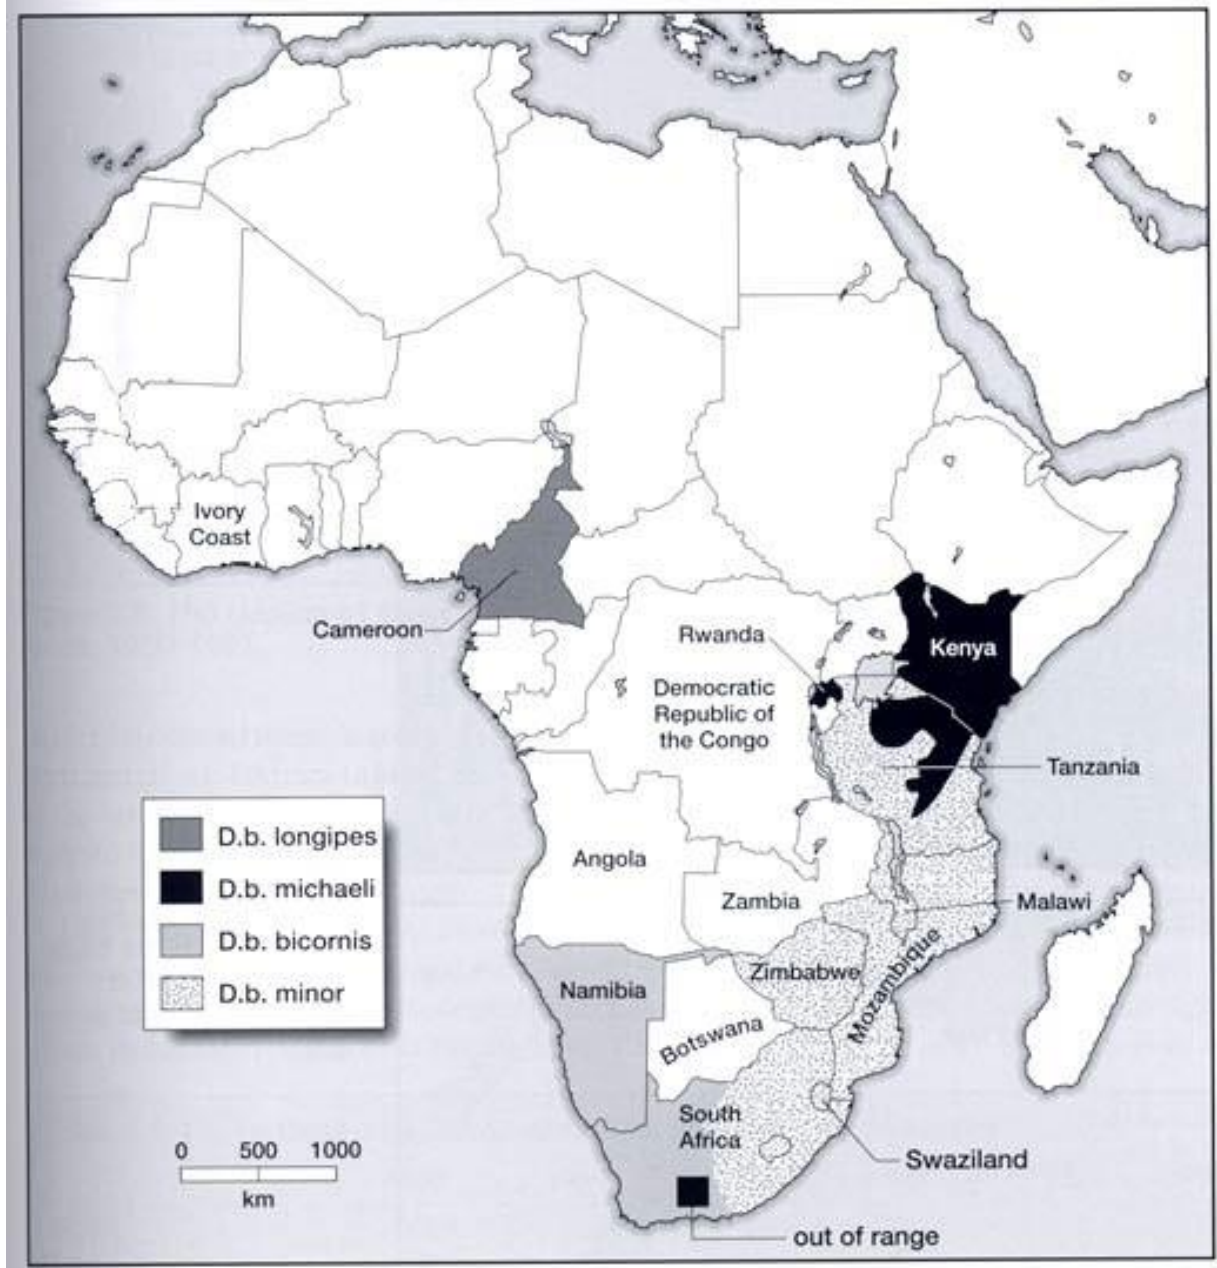 Ivory
Coast
Cameroon
Rwanda
Kenya
Democratic
Republic of
the Congo
Tanzania
D.b. longipes
D.b. michaeli
D.b. bicornis
D.b. minor
Angola
Zambia
Malawi
Zimbabwe
Mozambique
Namibia
Botswana
South
Africa
Swaziland
0 500 1000
km
out of range